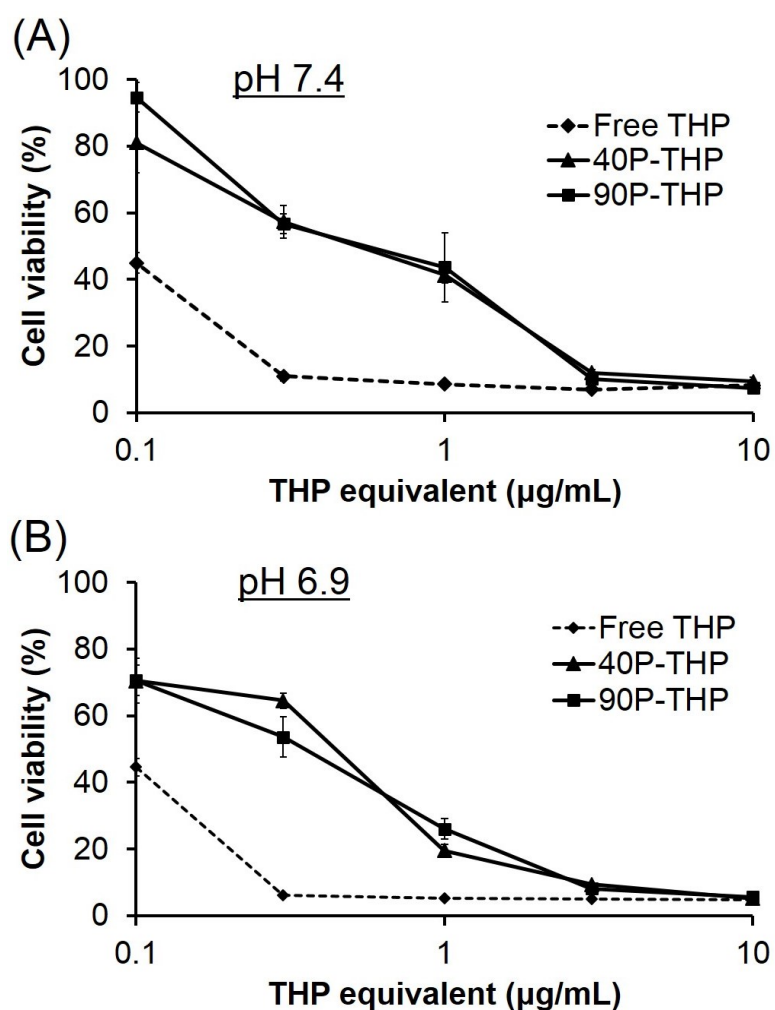 (A)
pH 7.4
Cell viability (%)
100
80
60
40
20
0
Free THP
40P-THP
90P-THP
0.1
1
10
THP equivalent (µg/mL)
(B)
pH 6.9
Cell viability (%)
100
80
60
40
20
0
Free THP
40P-THP
90P-THP
0.1
1
10
THP equivalent (µg/mL)